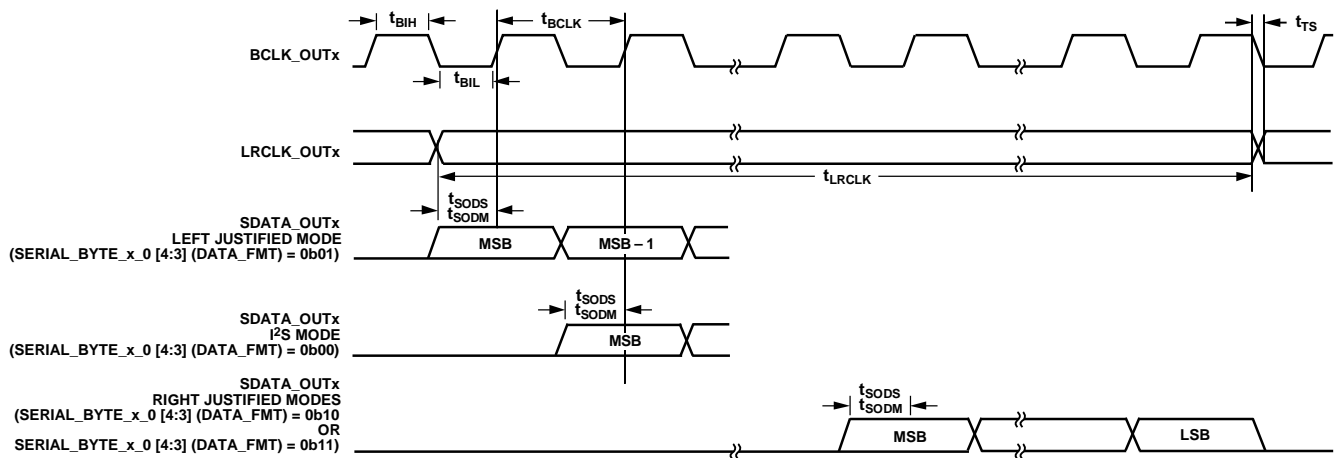 tBIH
tBCLK
tTS
BCLK_OUTx
tBIL
LRCLK_OUTx
tLRCLK
tSODS
tSODM
SDATA_OUTx
LEFT JUSTIFIED MODE
(SERIAL_BYTE_x_0 [4:3] (DATA_FMT) = 0b01)
MSB
MSB – 1
tSODS
tSODM
SDATA_OUTx
I2S MODE
(SERIAL_BYTE_x_0 [4:3] (DATA_FMT) = 0b00)
MSB
SDATA_OUTx
RIGHT JUSTIFIED MODES
(SERIAL_BYTE_x_0 [4:3] (DATA_FMT) = 0b10
OR
SERIAL_BYTE_x_0 [4:3] (DATA_FMT) = 0b11)
tSODS
tSODM
MSB
LSB